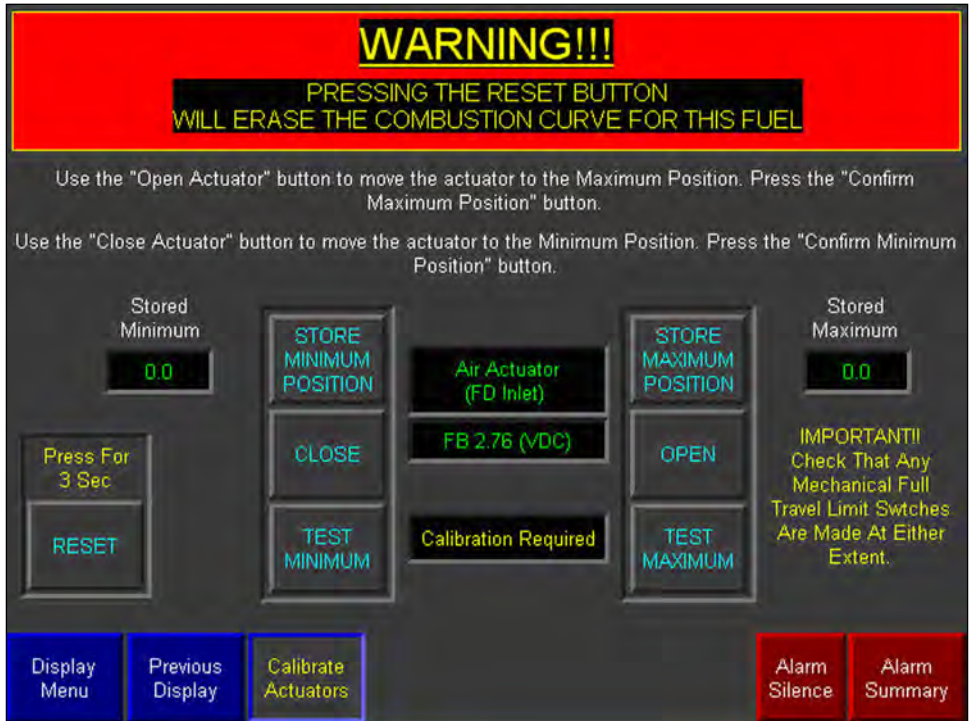 WARNING!!!
PRESSING THE RESET BUTTON
WILL ERASE THE COMBUSTION CURVE FOR THIS FUEL
Use the "Open Actuator" button to move the actuator to the Maximum Position. Press the "Confirm
Maximum Position" button.
Use the "Close Actuator" button to move the actuator to the Minimum Position. Press the "Confirm Minimum
Position" button.
Stored
Minimum
0.0
Press For
3 Sec
RESET
STORE
MINIMUM
POSITION
CLOSE
TEST
MINIMUM
Air Actuator
(FD Inlet)
FB 2.76 (VDC)
Calibration Required
STORE
MAXIMUM
POSITION
OPEN
TEST
MAXIMUM
Stored
Maximum
0.0
IMPORTANT!!
Check That Any
Mechanical Full
Travel Limit Swtches
Are Made At Either
Extent.
Display
Menu
Previous
Display
Calibrate
Actuators
Alarm
Silence
Alarm
Summary